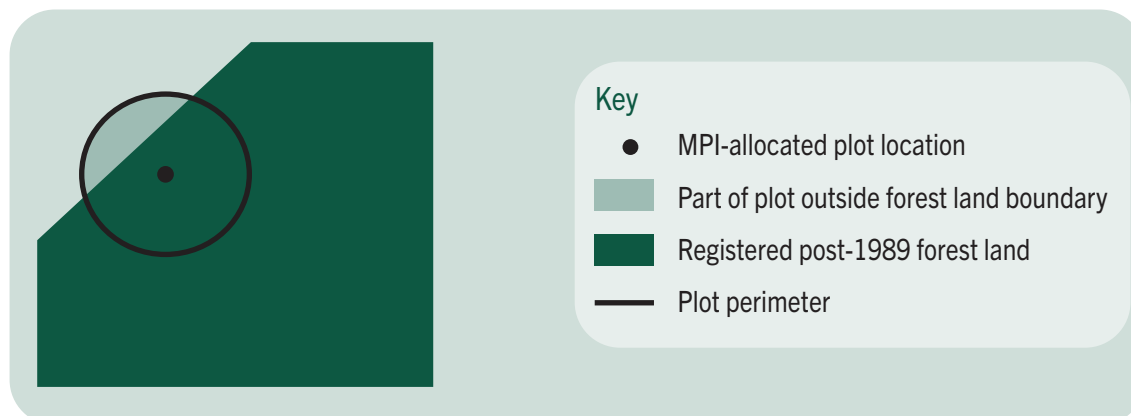 Key
MPI-allocated plot location
Part of plot outside forest land boundary
Registered post-1989 forest land
Plot perimeter